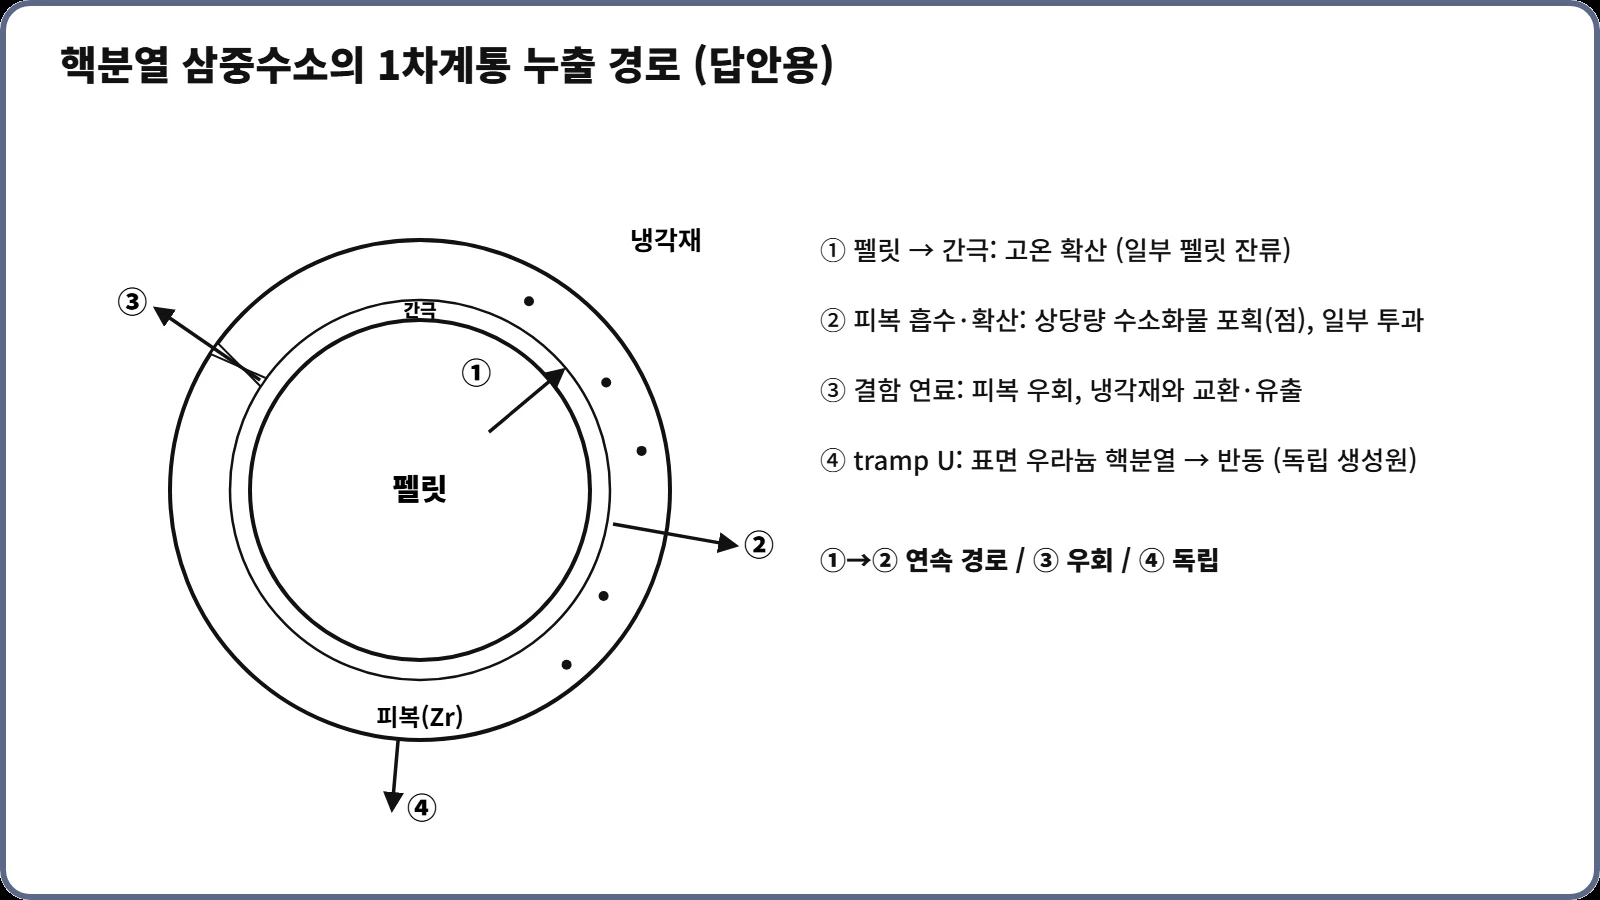 핵분열 삼중수소의 1차계통 누출 경로 (답안용)
냉각재
① 펠릿 → 간극: 고온 확산 (일부 펠릿 잔류)
③
간극
② 피복 흡수·확산: 상당량 수소화물 포획(점), 일부 투과
①
③ 결함 연료: 피복 우회, 냉각재와 교환·유출
④ tramp U: 표면 우라늄 핵분열 → 반동 (독립 생성원)
펠릿
②
①→② 연속 경로 / ③ 우회 / ④ 독립
피복(Zr)
④